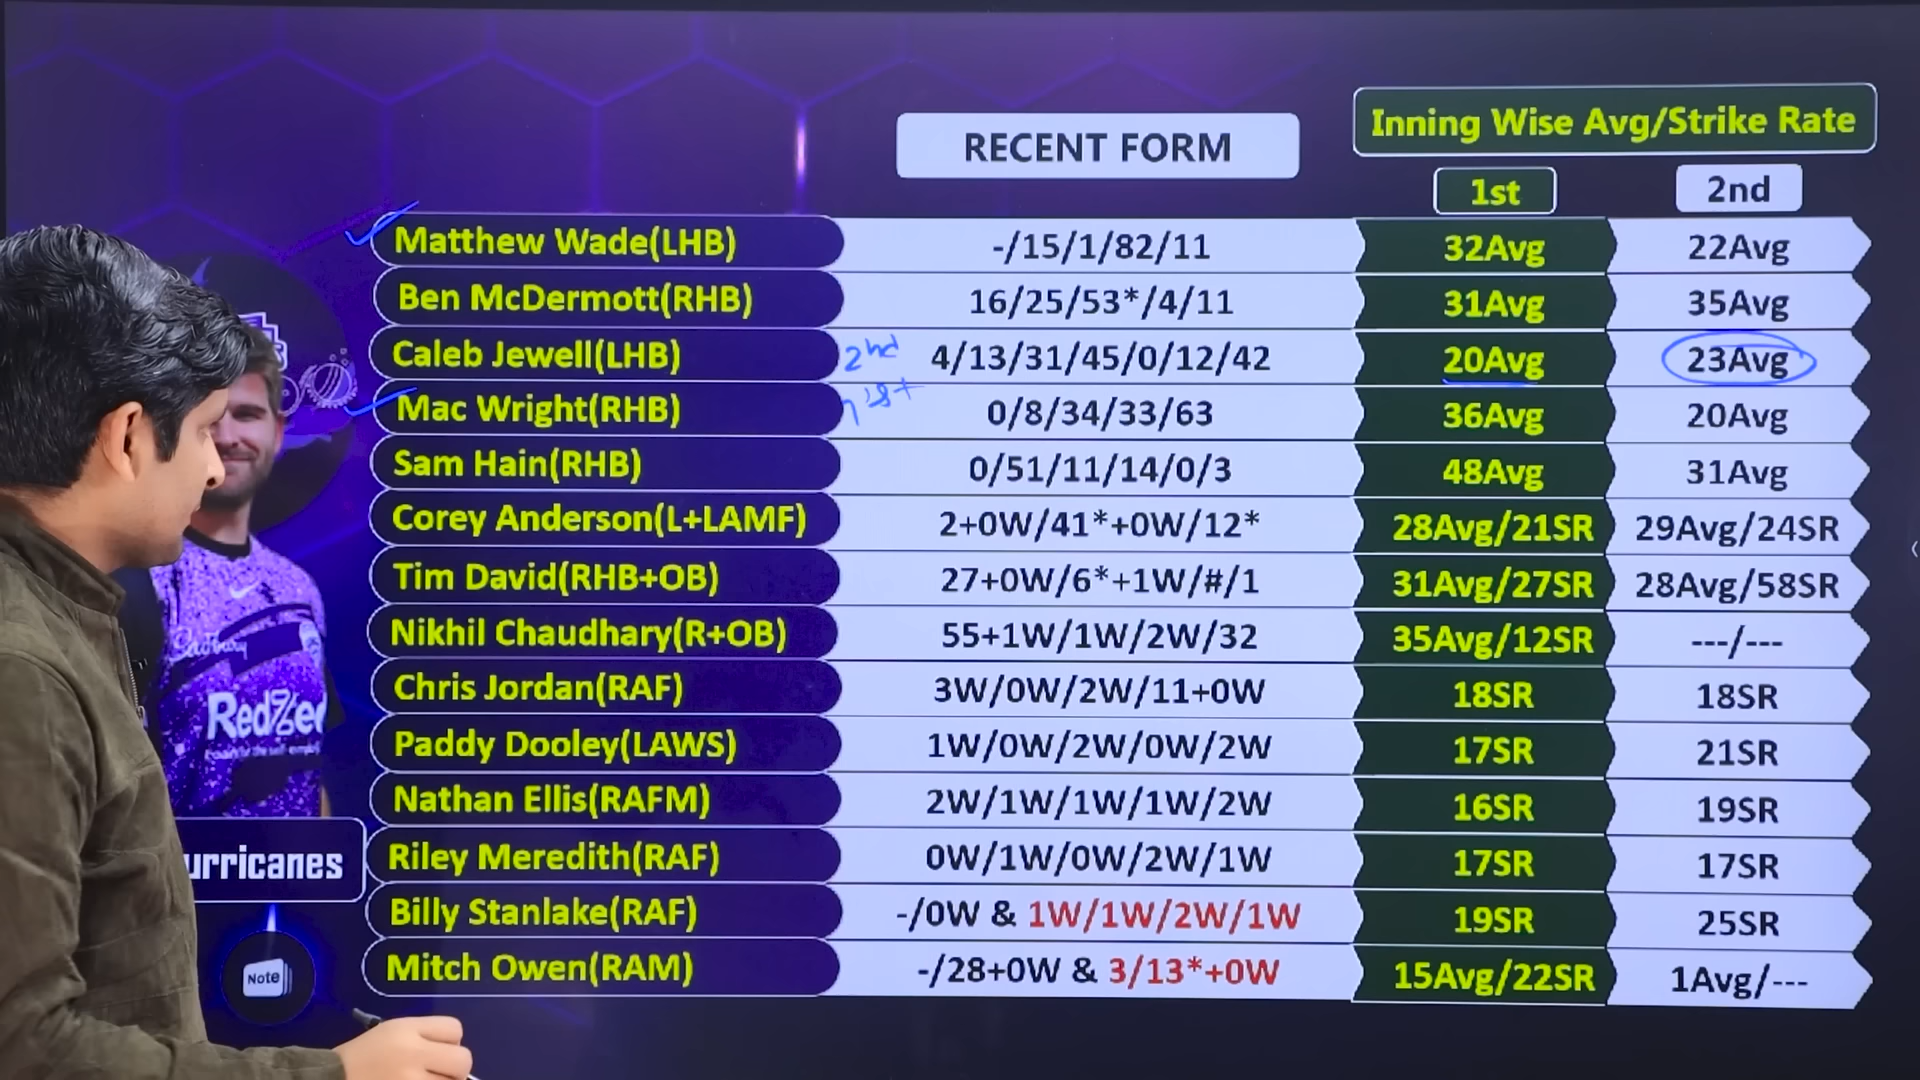 RECENT FORM
Inning Wise Avg/Strike Rate
1st 2nd
Matthew Wade(LHB) -/15/1/82/11 32Avg 22Avg
Ben McDermott(RHB) 16/25/53*/4/11 31Avg 35Avg
Caleb Jewell(LHB) 2nd 4/13/31/45/0/12/42 20Avg 23Avg
Mac Wright(RHB) 1st 0/8/34/33/63 36Avg 20Avg
Sam Hain(RHB) 0/51/11/14/0/3 48Avg 31Avg
Corey Anderson(L+LAMF) 2+0W/41*+0W/12* 28Avg/21SR 29Avg/24SR
Tim David(RHB+OB) 27+0W/6*+1W/#/1 31Avg/27SR 28Avg/58SR
Nikhil Chaudhary(R+OB) 55+1W/1W/2W/32 35Avg/12SR ---/---
Chris Jordan(RAF) 3W/0W/2W/11+0W 18SR 18SR
Paddy Dooley(LAWS) 1W/0W/2W/0W/2W 17SR 21SR
Nathan Ellis(RAFM) 2W/1W/1W/1W/2W 16SR 19SR
Riley Meredith(RAF) 0W/1W/0W/2W/1W 17SR 17SR
Billy Stanlake(RAF) -/0W & 1W/1W/2W/1W 19SR 25SR
Mitch Owen(RAM) -/28+0W & 3/13*+0W 15Avg/22SR 1Avg/---
Cadbury
RedZed
urricanes
Note